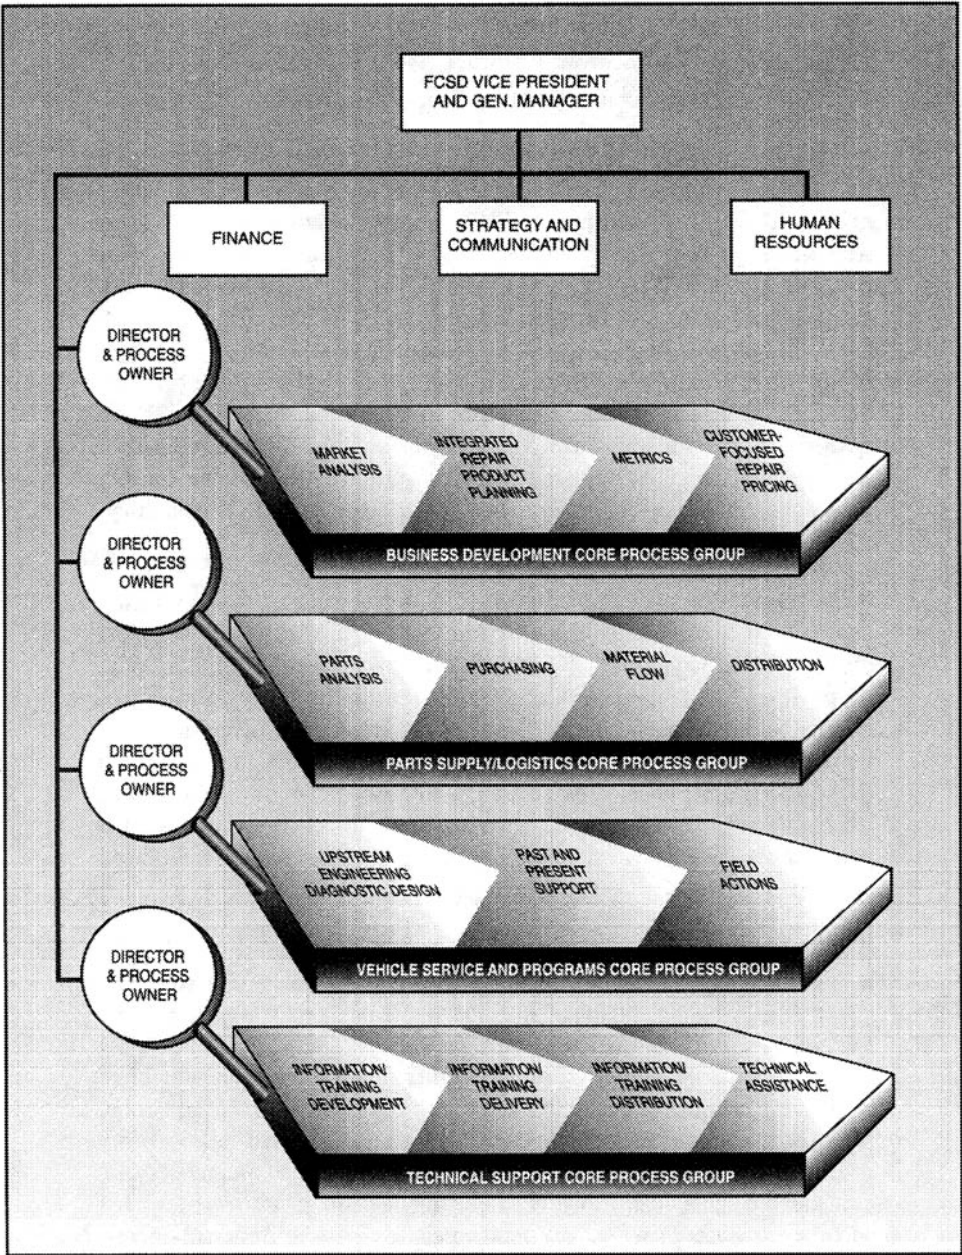 FCSD VICE PRESIDENT
AND GEN. MANAGER
FINANCE
STRATEGY AND
COMMUNICATION
HUMAN
RESOURCES
DIRECTOR
& PROCESS
OWNER
MARKET
ANALYSIS
INTEGRATED
REPAIR
PRODUCT
PLANNING
METRICS
CUSTOMER-
FOCUSED
REPAIR
PRICING
BUSINESS DEVELOPMENT CORE PROCESS GROUP
DIRECTOR
& PROCESS
OWNER
PARTS
ANALYSIS
PURCHASING
MATERIAL
FLOW
DISTRIBUTION
PARTS SUPPLY/LOGISTICS CORE PROCESS GROUP
DIRECTOR
& PROCESS
OWNER
UPSTREAM
ENGINEERING
DIAGNOSTIC DESIGN
PAST AND
PRESENT
SUPPORT
FIELD
ACTIONS
VEHICLE SERVICE AND PROGRAMS CORE PROCESS GROUP
DIRECTOR
& PROCESS
OWNER
INFORMATION/
TRAINING
DEVELOPMENT
INFORMATION/
TRAINING
DELIVERY
INFORMATION/
TRAINING
DISTRIBUTION
TECHNICAL
ASSISTANCE
TECHNICAL SUPPORT CORE PROCESS GROUP